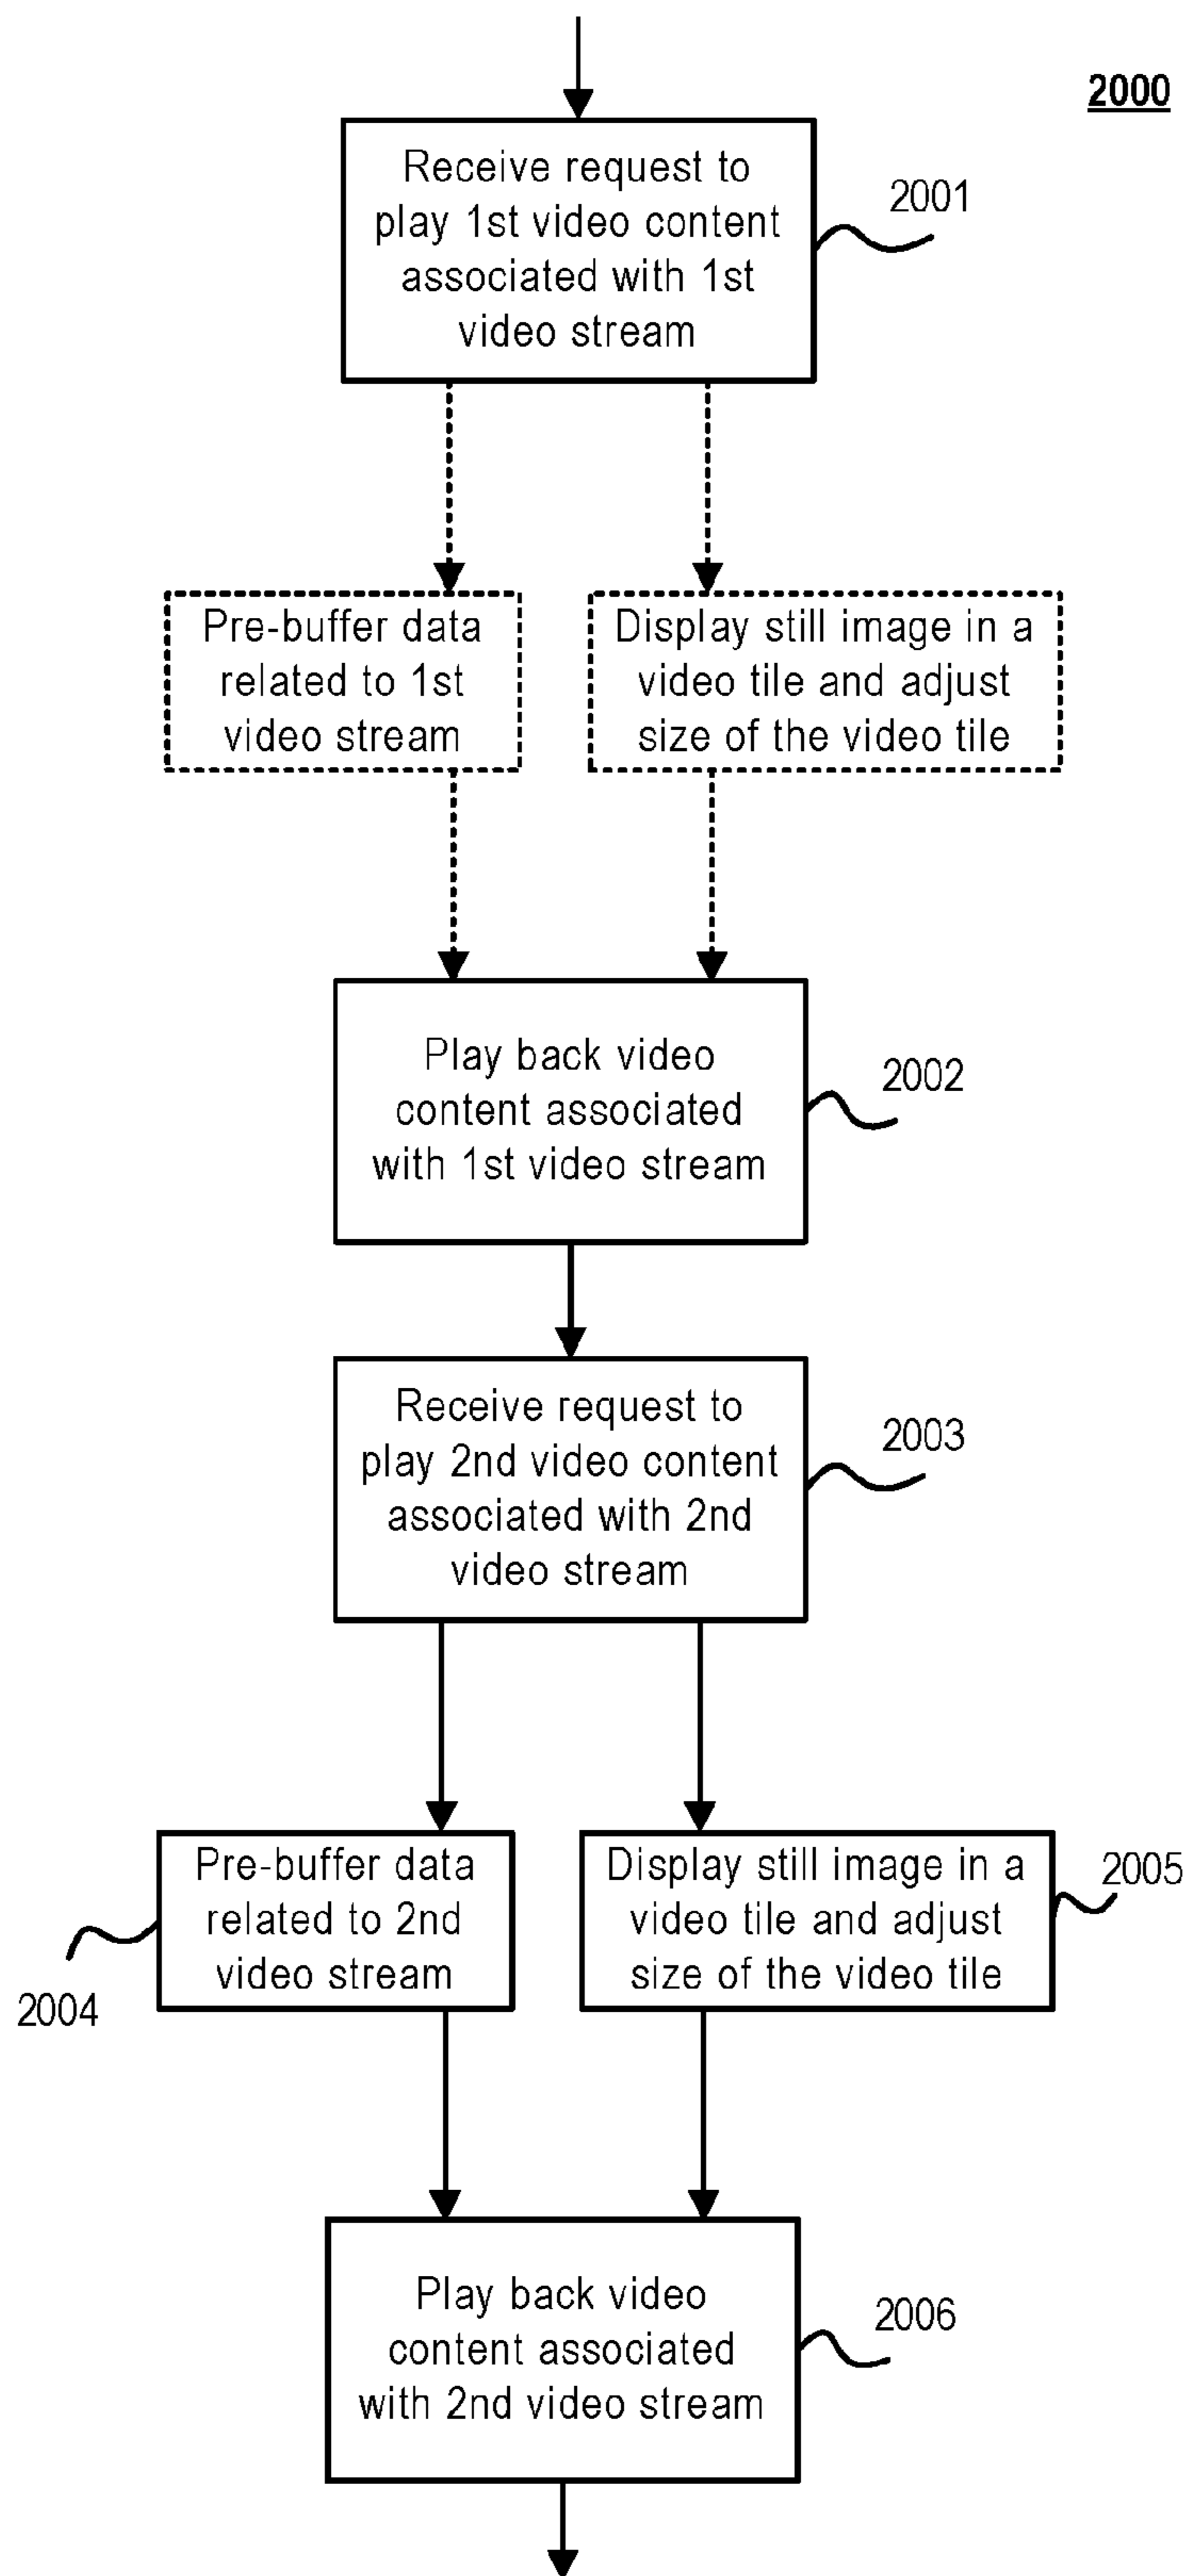 2000
Receive request to
play 1st video content
associated with 1st
video stream
2001
Pre-buffer data
related to 1st
video stream
Display still image in a
video tile and adjust
size of the video tile
Play back video
content associated
with 1st video stream
2002
Receive request to
play 2nd video content
associated with 2nd
video stream
2003
Pre-buffer data
related to 2nd
video stream
2004
Display still image in a
video tile and adjust
size of the video tile
2005
Play back video
content associated
with 2nd video stream
2006